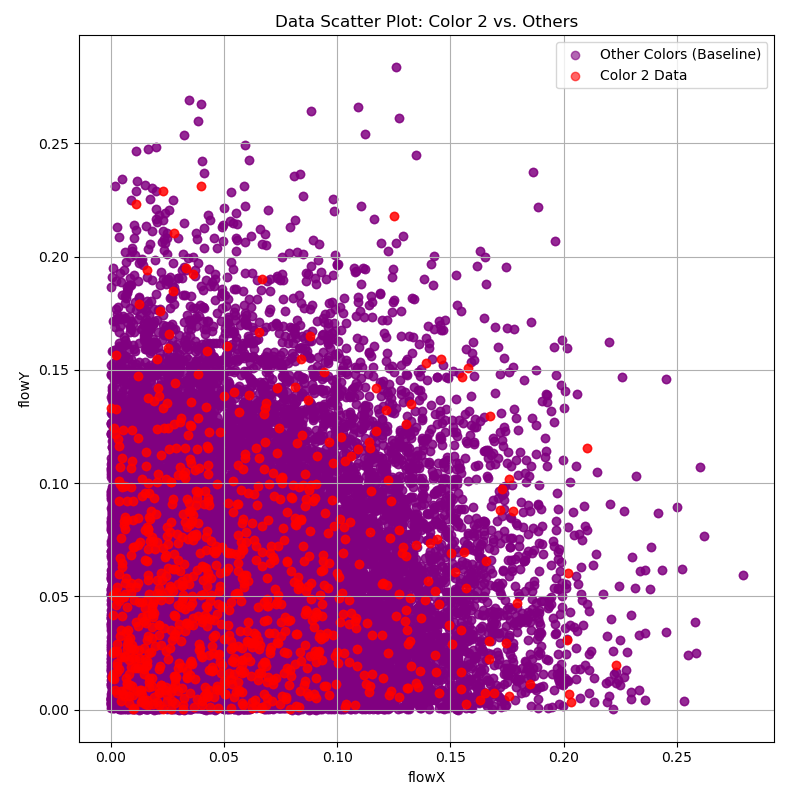 Data Scatter Plot: Color 2 vs. Others
Other Colors (Baseline)
Color 2 Data
flowY
0.25
0.20
0.15
0.10
0.05
0.00
0.00 0.05 0.10 0.15 0.20 0.25
flowX